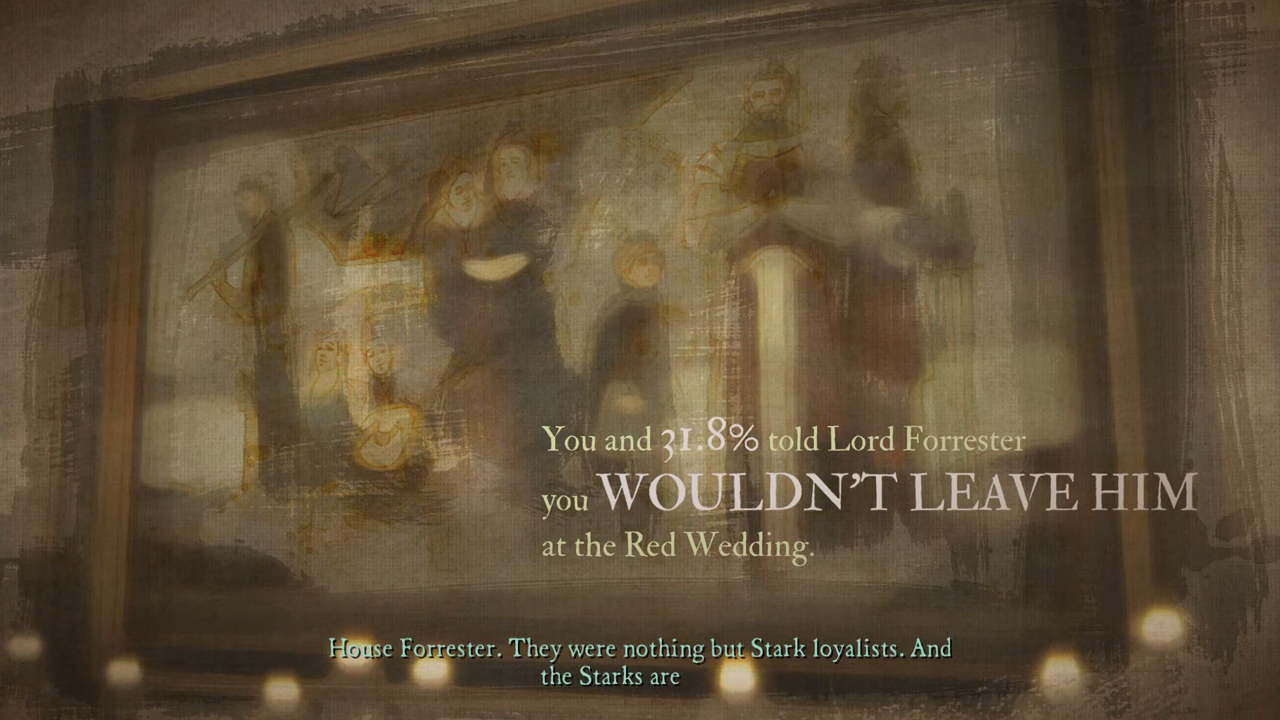 You and 31.8% told Lord Forrester
you WOULDN'T LEAVE HIM
at the Red Wedding.
House Forrester. They were nothing but Stark loyalists. And
the Starks are